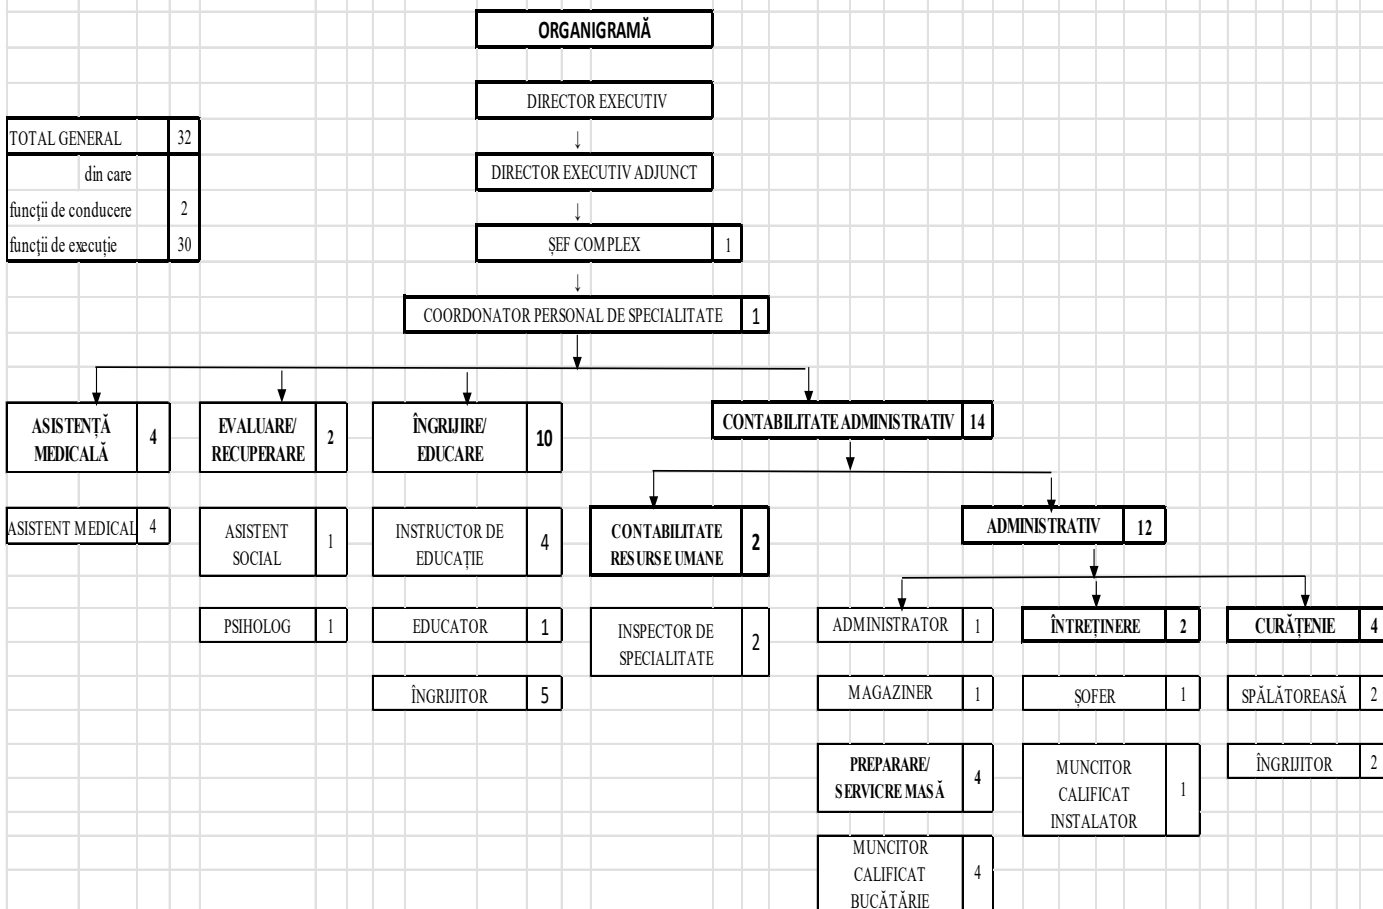 ORGANIGRAMĂ
DIRECTOR EXECUTIV
TOTAL GENERAL 32
din care
funcții de conducere 2
funcții de execuție 30
↓
DIRECTOR EXECUTIV ADJUNCT
↓
ȘEF COMPLEX 1
↓
COORDONATOR PERSONAL DE SPECIALITATE 1
ASISTENȚĂ
MEDICALĂ
4
EVALUARE/
RECUPERARE
2
ÎNGRIJIRE/
EDUCARE
10
CONTABILITATE ADMINISTRATIV 14
ASISTENT MEDICAL 4
ASISTENT
SOCIAL
1
INSTRUCTOR DE
EDUCAȚIE
4
CONTABILITATE
RESURSE UMANE
2
ADMINISTRATIV 12
PSIHOLOG 1
EDUCATOR 1
INSPECTOR DE
SPECIALITATE
2
ADMINISTRATOR 1
ÎNTREȚINERE 2
CURĂȚENIE 4
ÎNGRIJITOR 5
MAGAZINER 1
ȘOFER 1
SPĂLĂTOREASĂ 2
PREPARARE/
SERVICRE MASĂ
4
MUNCITOR
CALIFICAT
INSTALATOR
1
ÎNGRIJITOR 2
MUNCITOR
CALIFICAT
BUCĂTĂRIE
4